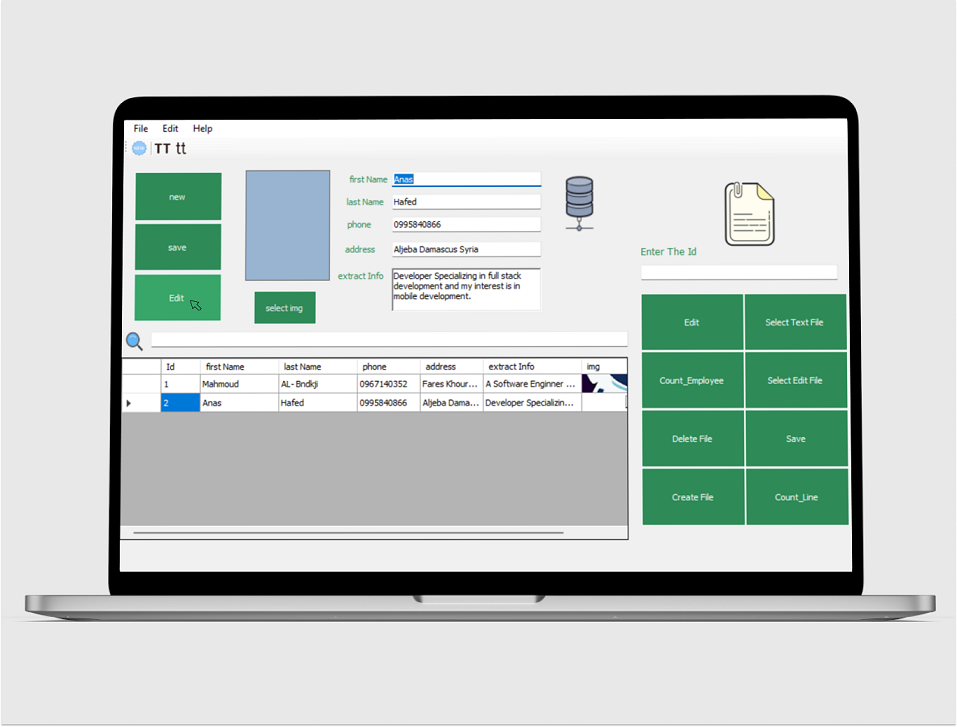 File Edit Help
TT tt
new
save
Edit
select img
first Name Anas
last Name Hafed
phone 0995840866
address Aljeba Damascus Syria
extract Info Developer Specializing in full stack
development and my interest is in
mobile development.
Enter The Id
Edit Select Text File
Count_Employee Select Edit File
Delete File Save
Create File Count_Line
Id first Name last Name phone address extract Info img
1 Mahmoud AL-Bndkji 0967140352 Fares Khour... A Software Enginner ...
2 Anas Hafed 0995840866 Aljeba Dama... Developer Specializin...